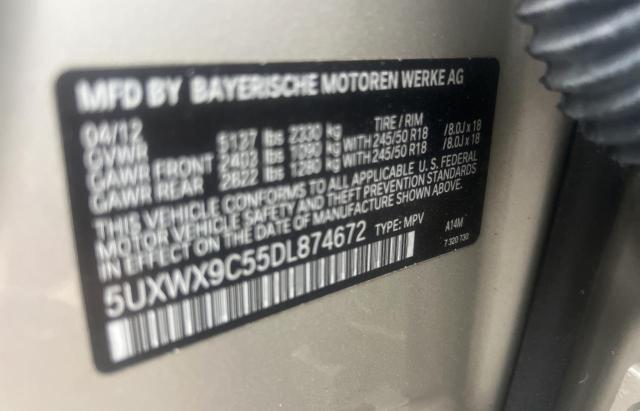 MFD BY BAYERISCHE MOTOREN WERKE AG
04/12 TIRE / RIM
GVWR 5137 lbs 2330 kg
GAWR FRONT 2403 lbs 1090 kg WITH 245/50 R18 /8.0J x 18
GAWR REAR 2822 lbs 1280 kg WITH 245/50 R18 /8.0J x 18
THIS VEHICLE CONFORMS TO ALL APPLICABLE U.S. FEDERAL
MOTOR VEHICLE SAFETY AND THEFT PREVENTION STANDARDS
IN EFFECT ON THE DATE OF MANUFACTURE
5UXWX9C55DL874672 TYPE: MPV A14M
7 320 730